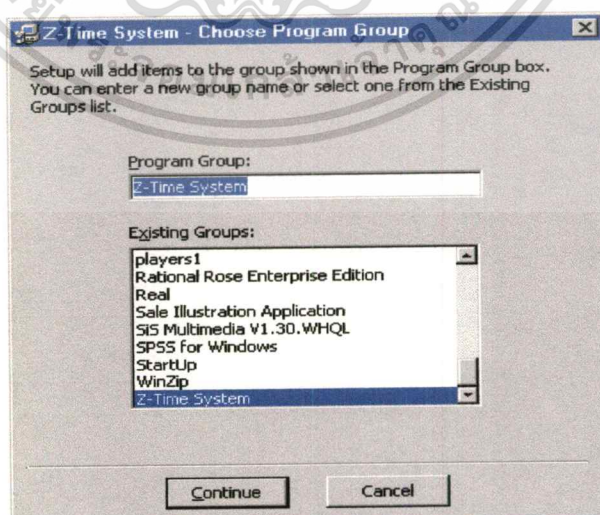 Z-Time System - Choose Program Group
Setup will add items to the group shown in the Program Group box.
You can enter a new group name or select one from the Existing
Groups list.
Program Group:
Z-Time System
Existing Groups:
players1
Rational Rose Enterprise Edition
Real
Sale Illustration Application
SiS Multimedia V1.30.WHQL
SPSS for Windows
StartUp
WinZip
Z-Time System
Continue
Cancel